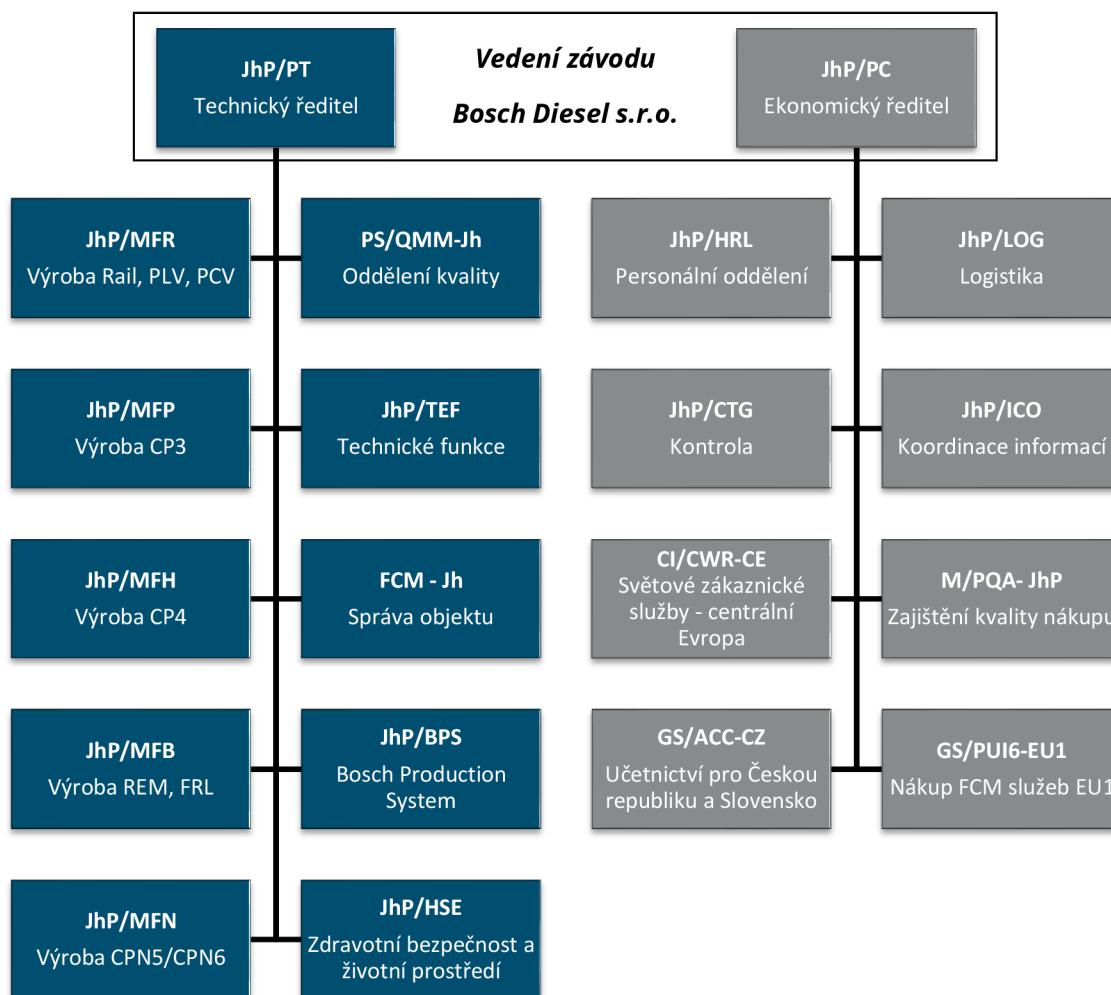 JhP/PT
Technický ředitel
Vedení závodu
Bosch Diesel s.r.o.
JhP/PC
Ekonomický ředitel
JhP/MFR
Výroba Rail, PLV, PCV
PS/QMM-Jh
Oddělení kvality
JhP/HRL
Personální oddělení
JhP/LOG
Logistika
JhP/MFP
Výroba CP3
JhP/TEF
Technické funkce
JhP/CTG
Kontrola
JhP/ICO
Koordinace informací
JhP/MFH
Výroba CP4
FCM - Jh
Správa objektu
CI/CWR-CE
Světové zákaznické
služby - centrální
Evropa
M/PQA- JhP
Zajištění kvality nákupu
JhP/MFB
Výroba REM, FRL
JhP/BPS
Bosch Production
System
GS/ACC-CZ
Učetnictví pro Českou
republiku a Slovensko
GS/PUI6-EU1
Nákup FCM služeb EU1
JhP/MFN
Výroba CPN5/CPN6
JhP/HSE
Zdravotní bezpečnost a
životní prostředí